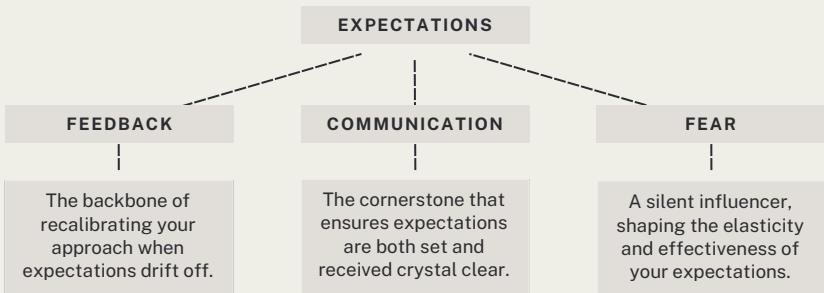 EXPECTATIONS
FEEDBACK
COMMUNICATION
FEAR
The backbone of
recalibrating your
approach when
expectations drift off.
The cornerstone that
ensures expectations
are both set and
received crystal clear.
A silent influencer,
shaping the elasticity
and effectiveness of
your expectations.